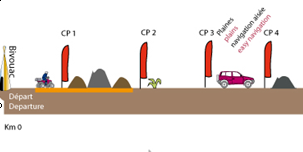 CP 1
CP 2
CP 3
Plaines
plains
navigation aisée
easy navigation
CP 4
Bivouac
Départ
Departure
Km 0